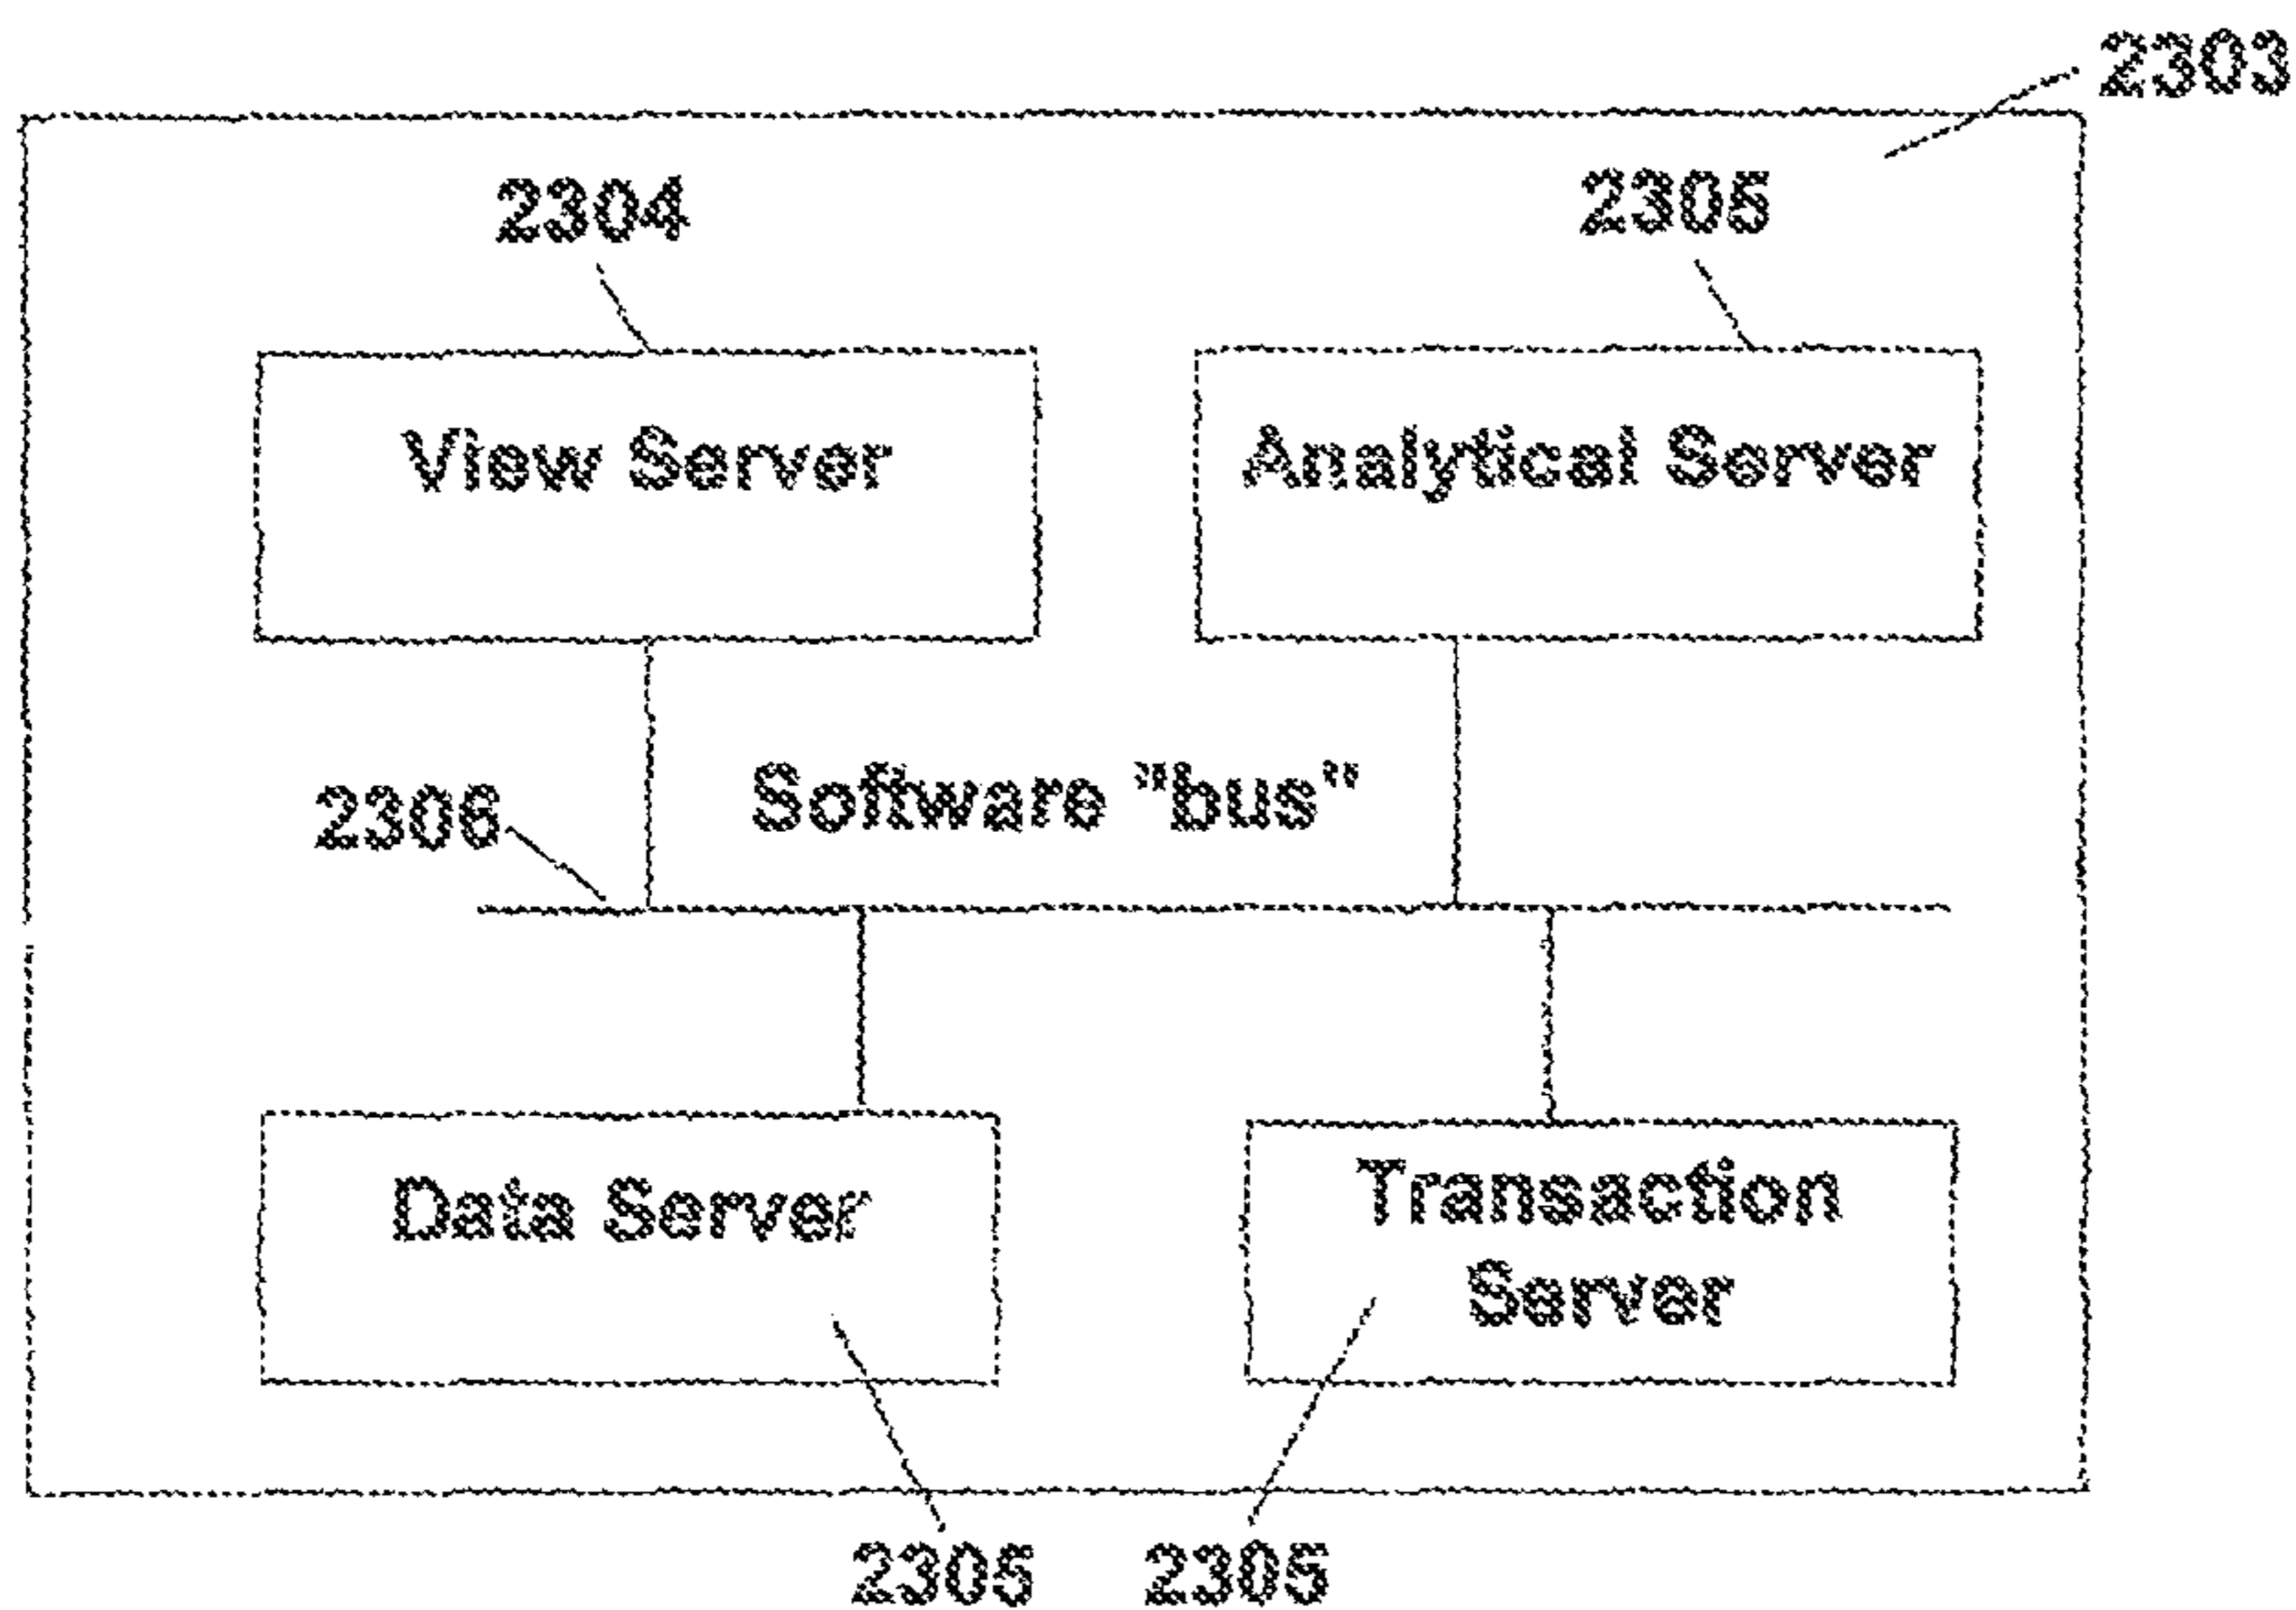 2303
2304
2305
View Server
Analytical Server
Software "bus"
2306
Data Server
Transaction
Server
2305
2305